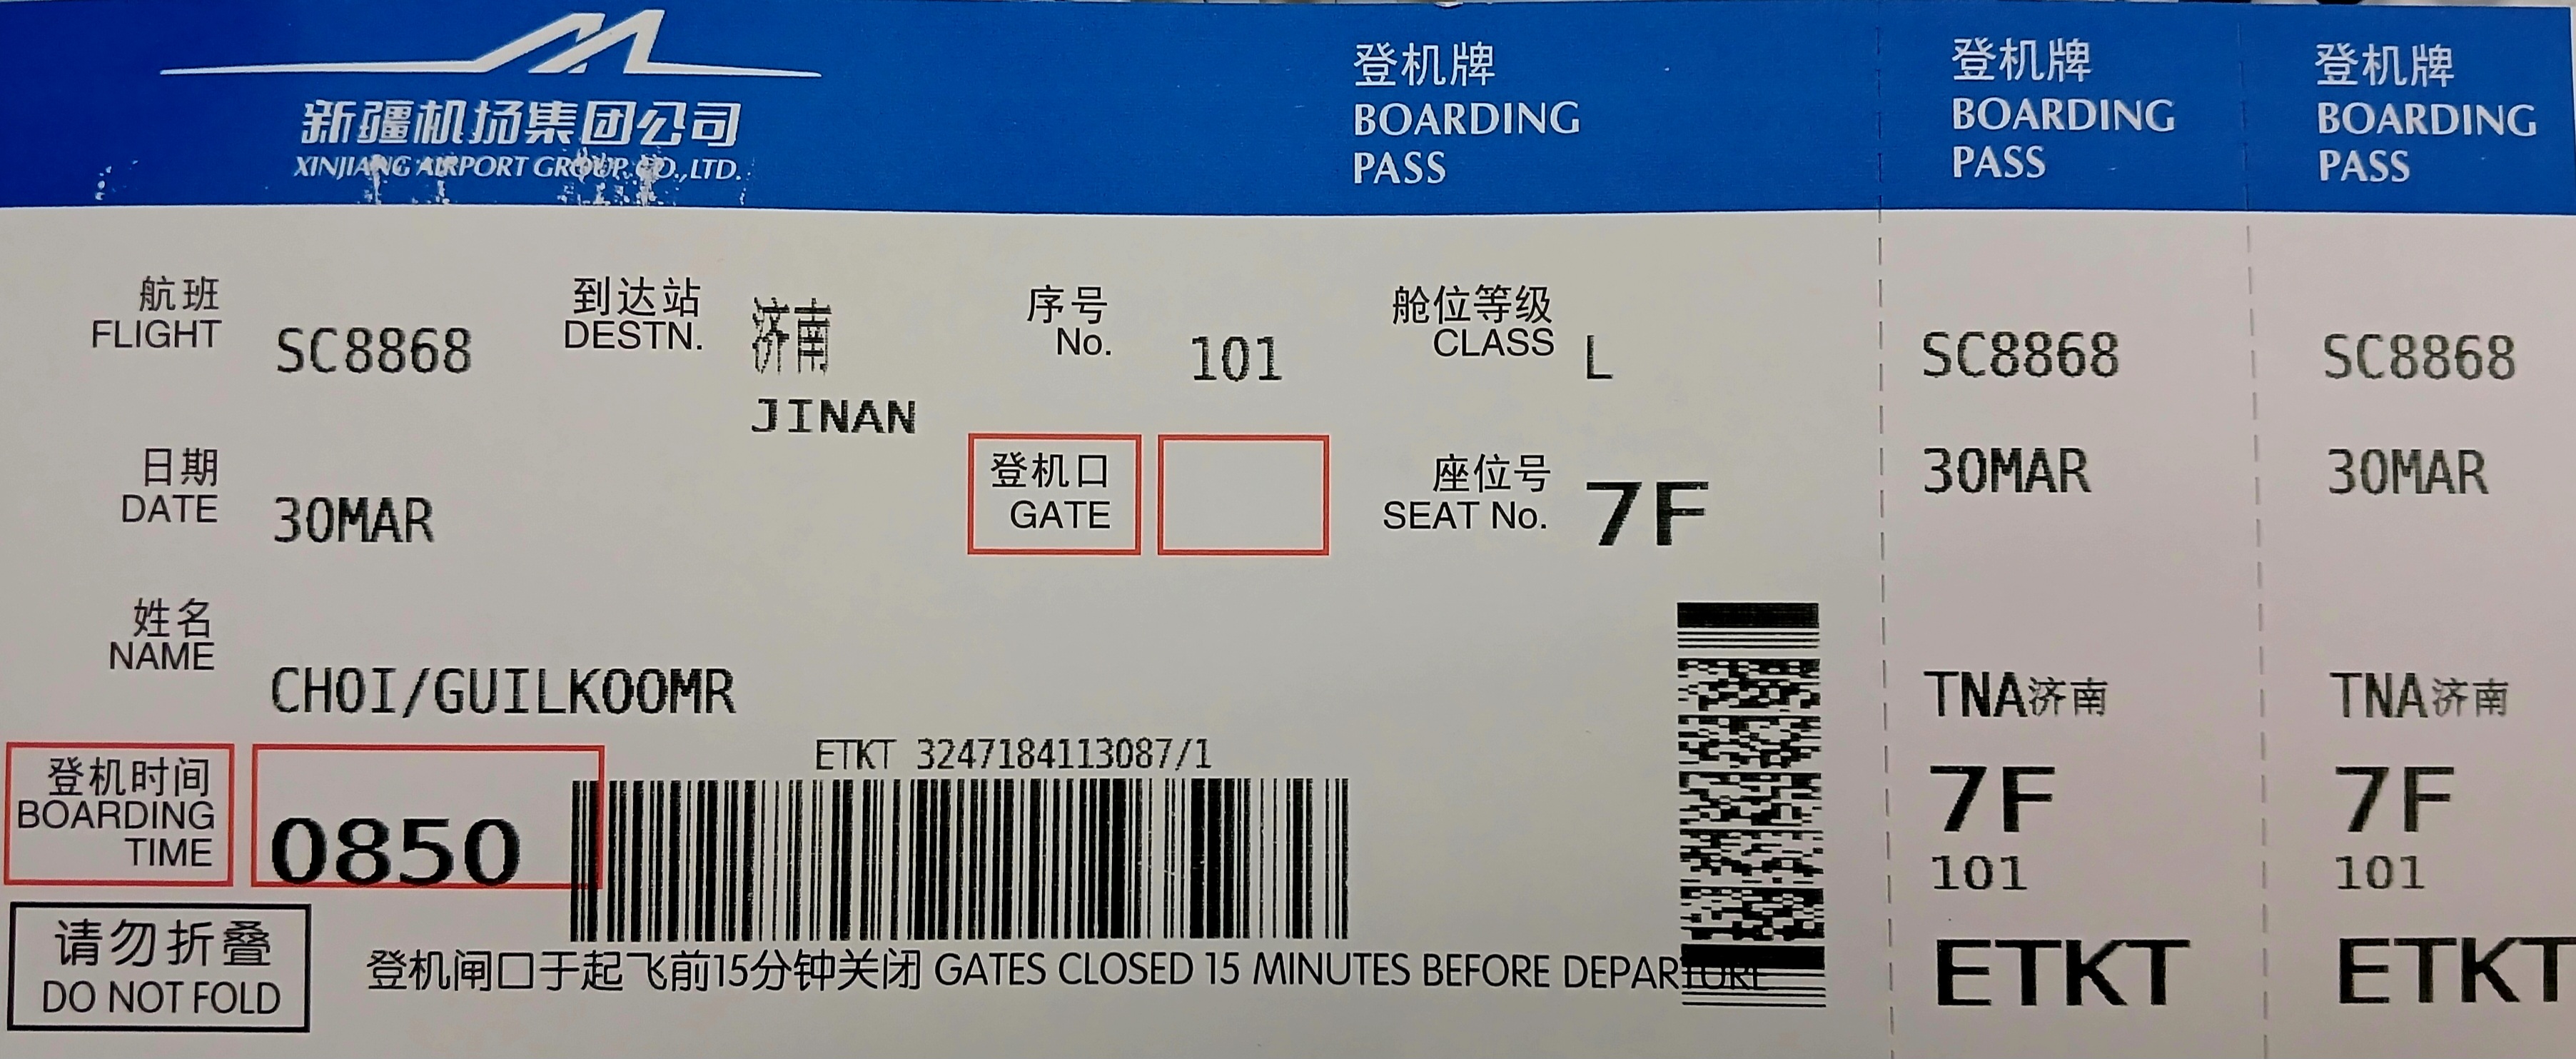 新疆机场集团公司
XINJIANG AIRPORT GROUP CO.,LTD.
登机牌
BOARDING
PASS
登机牌
BOARDING
PASS
登机牌
BOARDING
PASS
航班
FLIGHT
SC8868
到达站
DESTN.
济南
JINAN
序号
No.
101
舱位等级
CLASS
L
日期
DATE
30MAR
登机口
GATE
座位号
SEAT No.
7F
姓名
NAME
CHOI/GUILKOOMR
登机时间
BOARDING
TIME
0850
ETKT 3247184113087/1
请勿折叠
DO NOT FOLD
登机闸口于起飞前15分钟关闭 GATES CLOSED 15 MINUTES BEFORE DEPARTURE
SC8868
30MAR
TNA济南
7F
101
ETKT
SC8868
30MAR
TNA济南
7F
101
ETKT